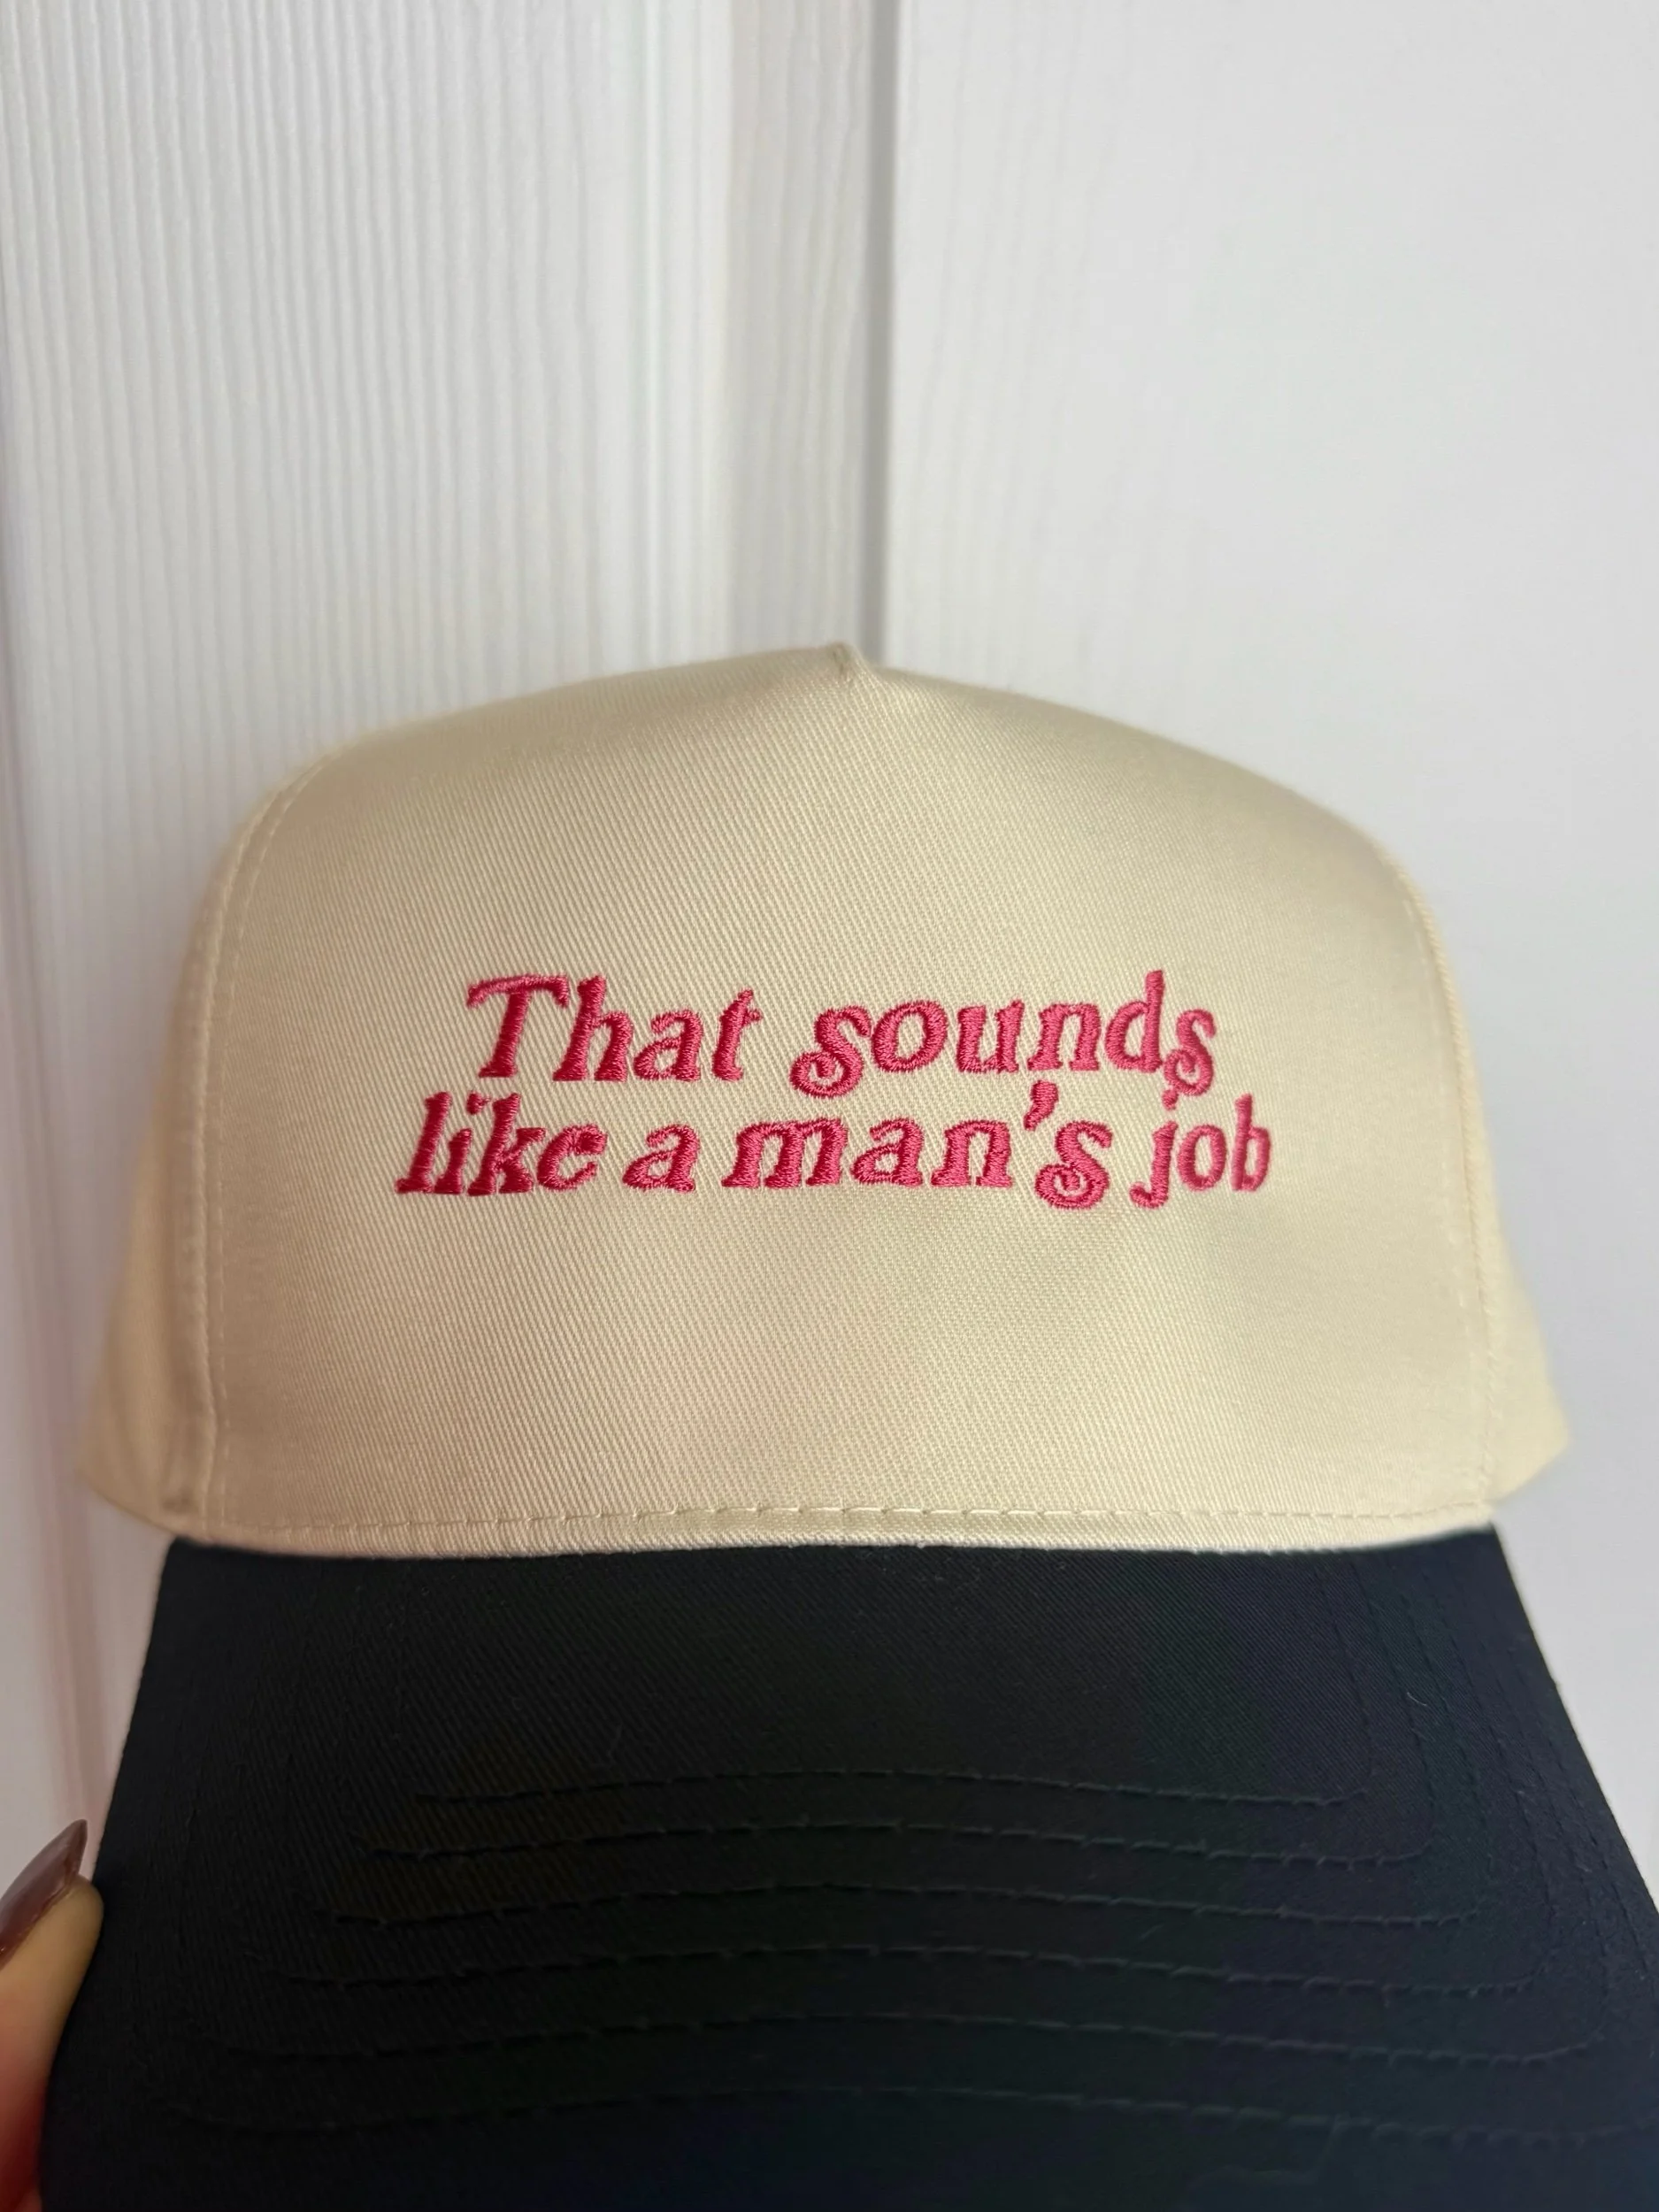 That sounds
like a man's job